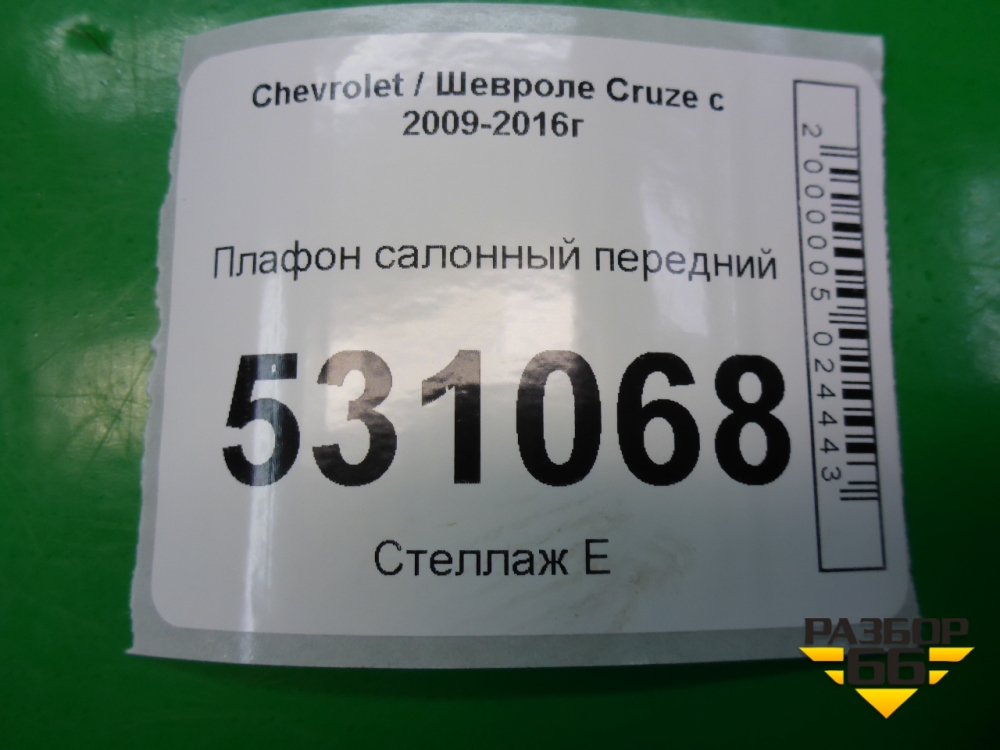 Chevrolet / Шевроле Cruze с
2009-2016г
Плафон салонный передний
531068
Стеллаж Е
2000005024443
РАЗБОР
66